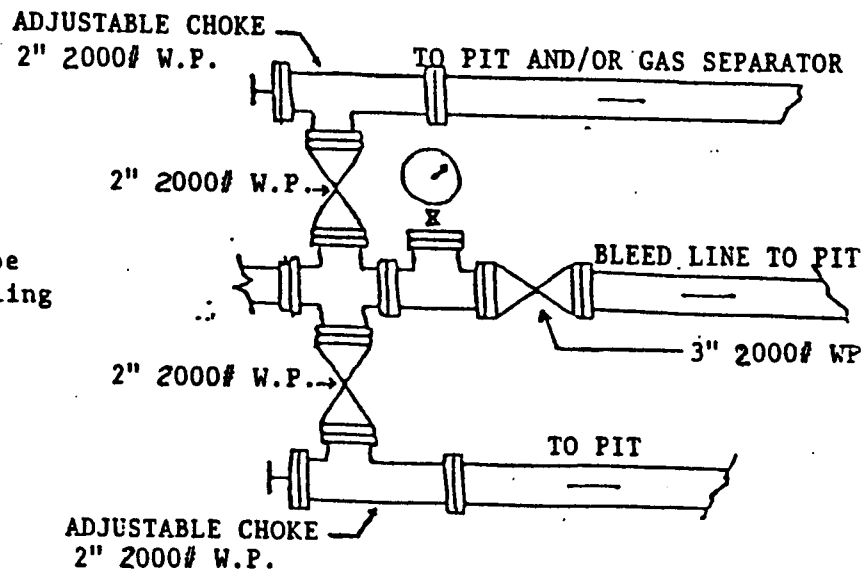 ADJUSTABLE CHOKE
2" 2000# W.P.
TO PIT AND/OR GAS SEPARATOR
2" 2000# W.P.
BLEED LINE TO PIT
3" 2000# WP
2" 2000# W.P.
TO PIT
ADJUSTABLE CHOKE
2" 2000# W.P.